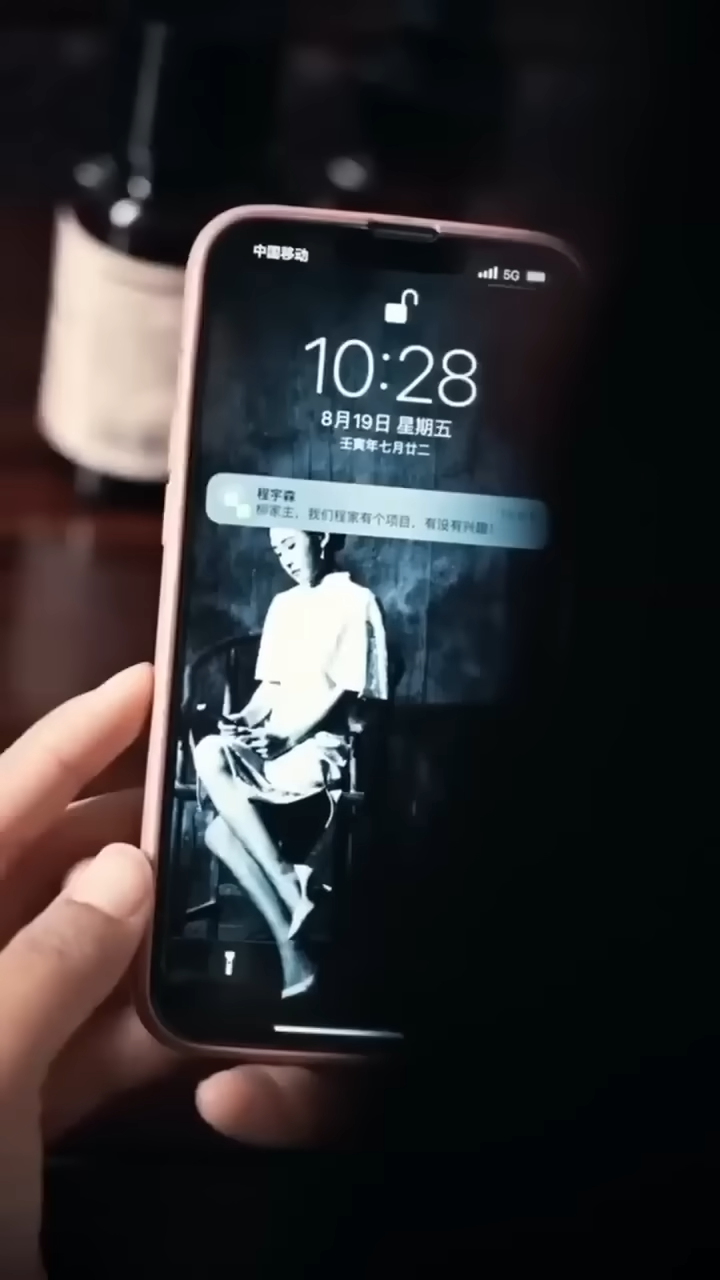 中国移动
5G
10:28
8月19日 星期五
壬寅年七月廿二
程宇森
柳家主，我们程家有个项目，有没有兴趣！